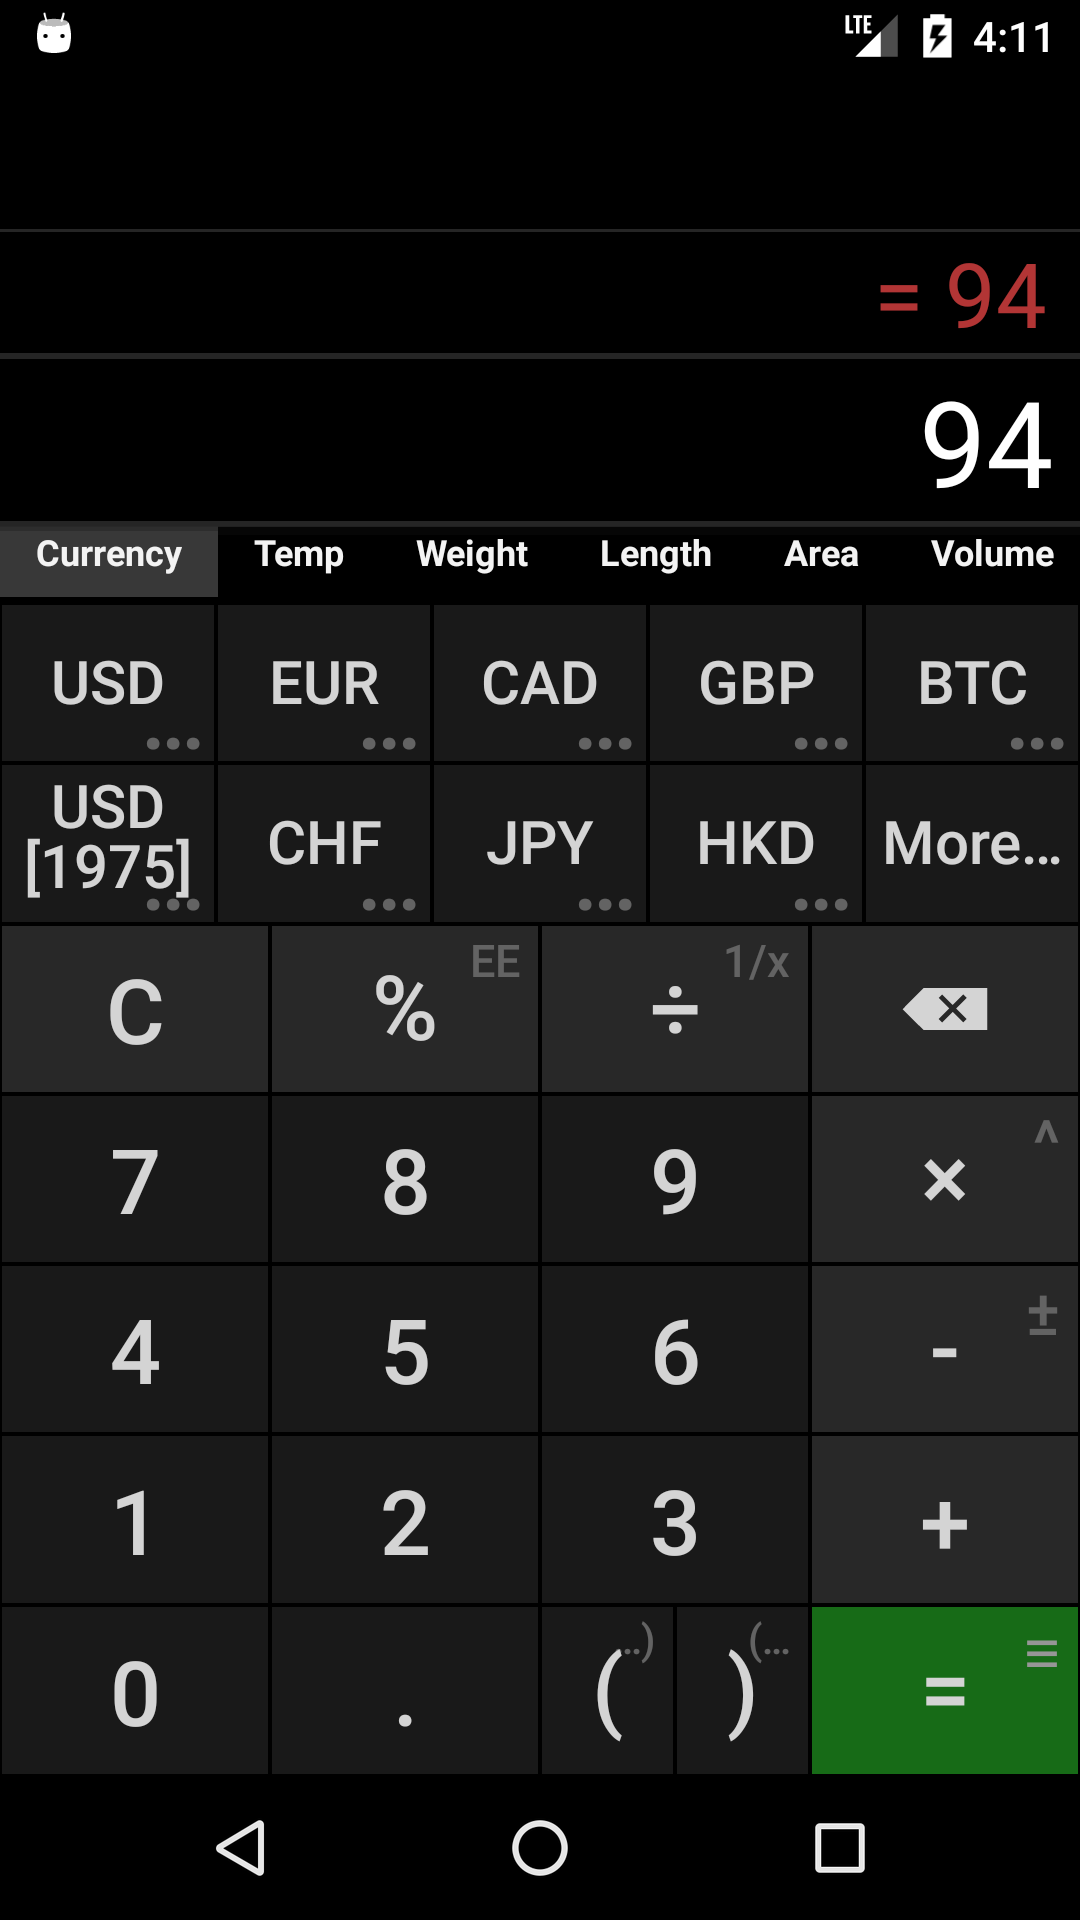 LTE 4:11
= 94
94
Currency Temp Weight Length Area Volume
USD EUR CAD GBP BTC
USD [1975] CHF JPY HKD More...
C % EE ÷ 1/x
7 8 9 × ^
4 5 6 - ±
1 2 3 +
0 . ( ..) ) (... = ≡